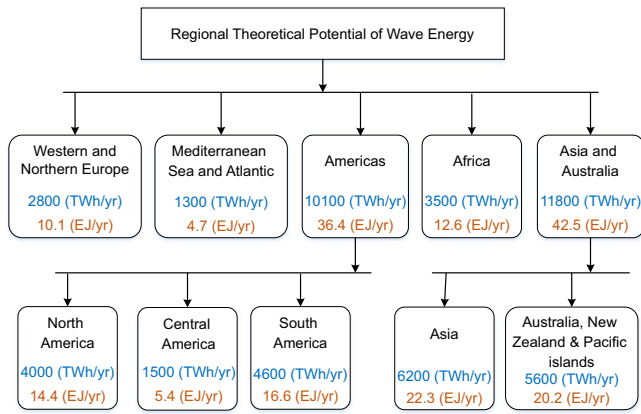 Regional Theoretical Potential of Wave Energy
Western and
Northern Europe
2800 (TWh/yr)
10.1 (EJ/yr)
Mediterranean
Sea and Atlantic
1300 (TWh/yr)
4.7 (EJ/yr)
Americas
10100 (TWh/yr)
36.4 (EJ/yr)
Africa
3500 (TWh/yr)
12.6 (EJ/yr)
Asia and
Australia
11800 (TWh/yr)
42.5 (EJ/yr)
North
America
4000 (TWh/yr)
14.4 (EJ/yr)
Central
America
1500 (TWh/yr)
5.4 (EJ/yr)
South
America
4600 (TWh/yr)
16.6 (EJ/yr)
Asia
6200 (TWh/yr)
22.3 (EJ/yr)
Australia, New
Zealand & Pacific
islands
5600 (TWh/yr)
20.2 (EJ/yr)